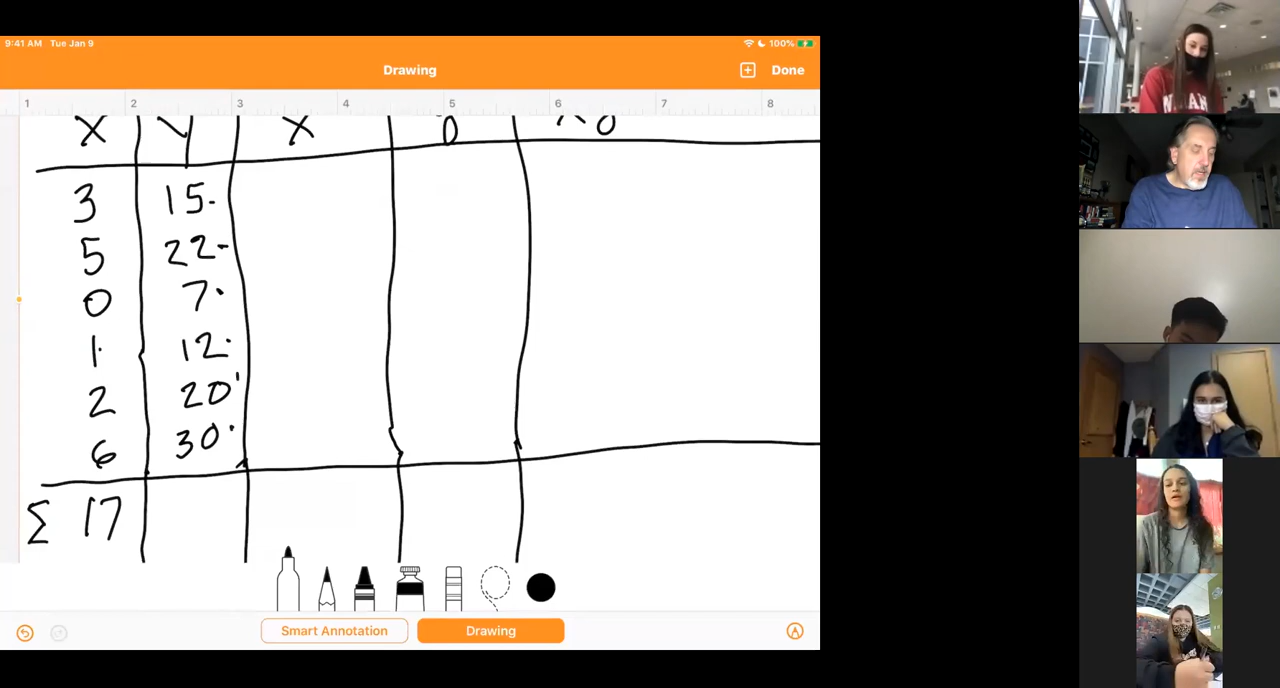 9:41 AM Tue Jan 9 100%
Drawing Done
1 2 3 4 5 6 7 8
X Y X
3 15
5 22
0 7
1 12
2 20
6 30
Σ 17
Smart Annotation Drawing